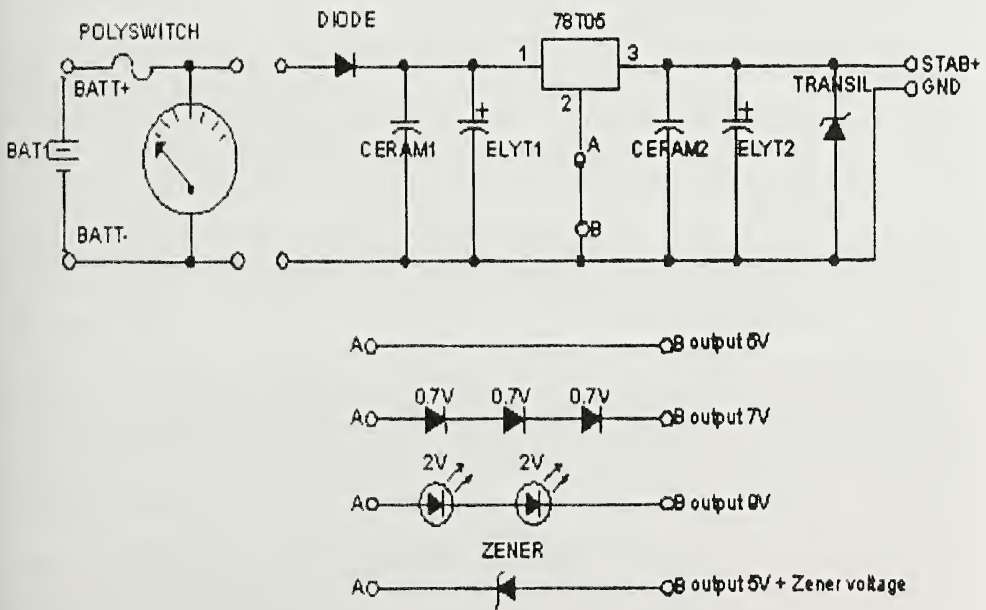 DIODE
78T05
POLYSWITCH
1
3
STAB+
BATT+
TRANSIL
GND
2
BAT1
CERAM1
ELYT1
A
CERAM2
ELYT2
B
BATT-
A
B output 5V
0.7V 0.7V 0.7V
A
B output 7V
2V 2V
A
B output 9V
ZENER
A
B output 5V + Zener voltage